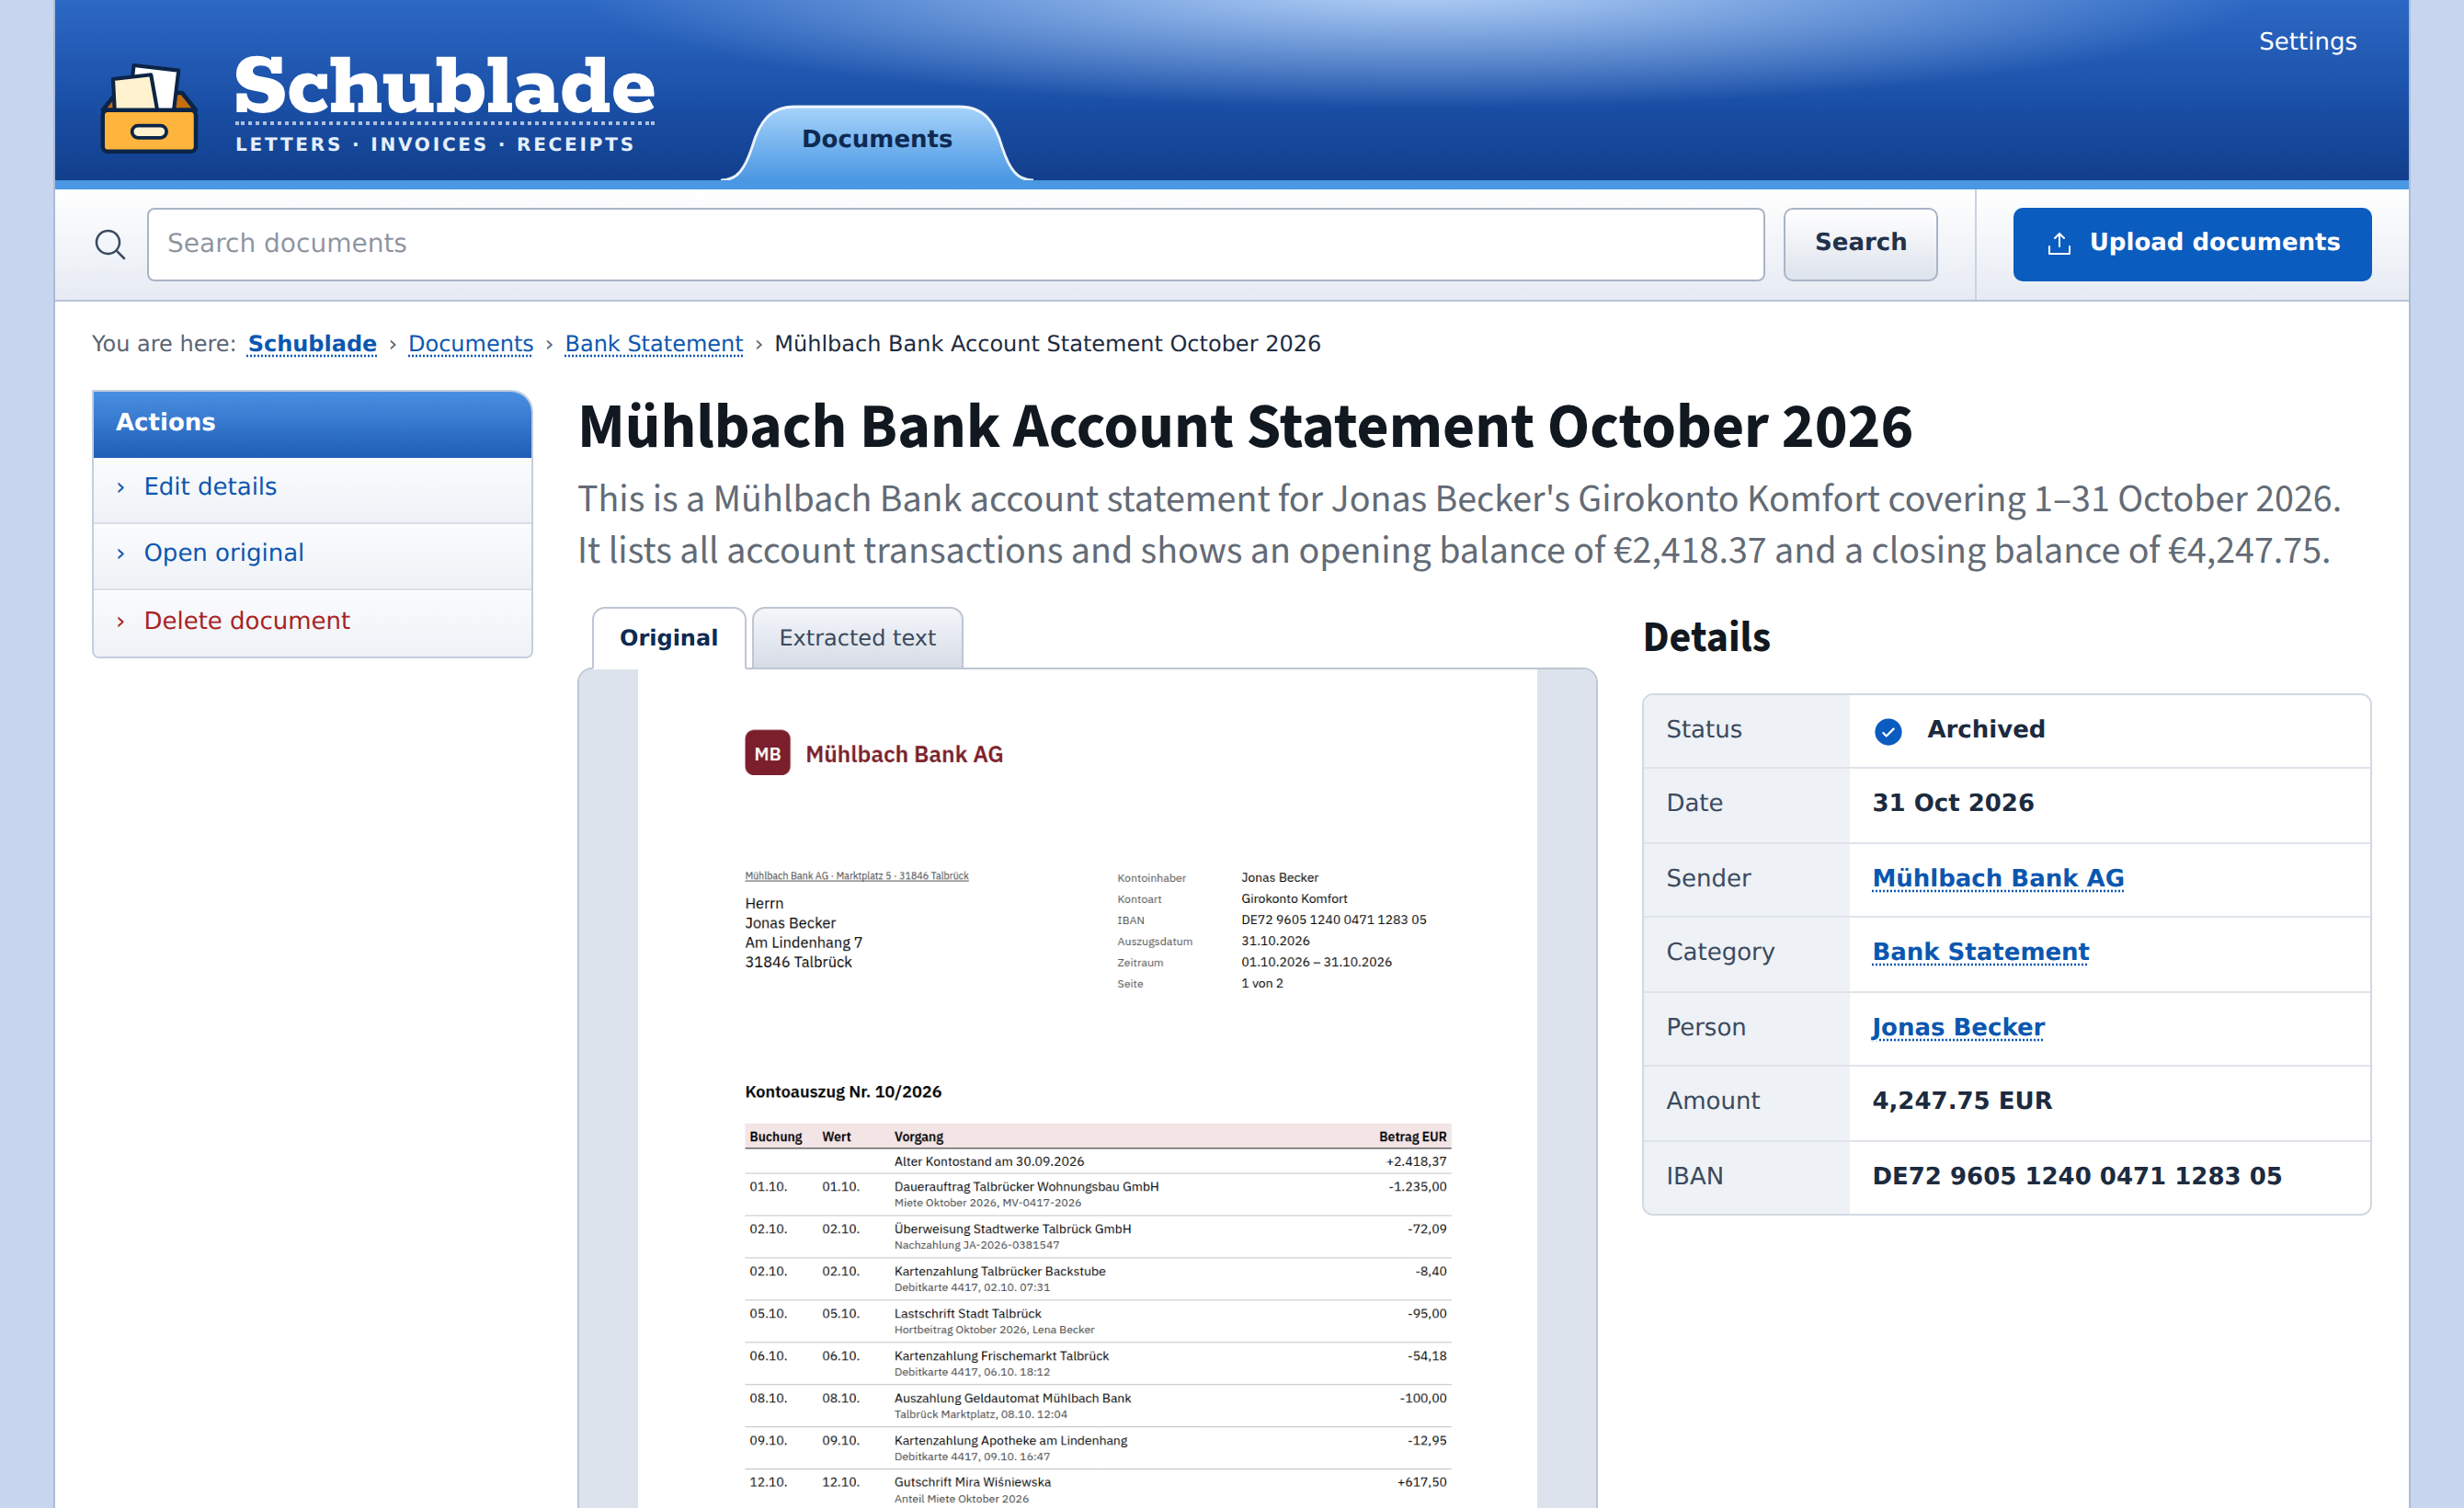 Settings
Schublade
LETTERS · INVOICES · RECEIPTS
Documents
Search documents
Search
Upload documents
You are here: Schublade › Documents › Bank Statement › Mühlbach Bank Account Statement October 2026
Actions
› Edit details
› Open original
› Delete document
Mühlbach Bank Account Statement October 2026
This is a Mühlbach Bank account statement for Jonas Becker's Girokonto Komfort covering 1–31 October 2026.
It lists all account transactions and shows an opening balance of €2,418.37 and a closing balance of €4,247.75.
Original
Extracted text
MB
Mühlbach Bank AG
Mühlbach Bank AG · Marktplatz 5 · 31846 Talbrück
Herrn
Jonas Becker
Am Lindenhang 7
31846 Talbrück
Kontoinhaber Jonas Becker
Kontoart Girokonto Komfort
IBAN DE72 9605 1240 0471 1283 05
Auszugsdatum 31.10.2026
Zeitraum 01.10.2026 – 31.10.2026
Seite 1 von 2
Kontoauszug Nr. 10/2026
Buchung Wert Vorgang Betrag EUR
Alter Kontostand am 30.09.2026 +2.418,37
01.10. 01.10. Dauerauftrag Talbrücker Wohnungsbau GmbH -1.235,00
Miete Oktober 2026, MV-0417-2026
02.10. 02.10. Überweisung Stadtwerke Talbrück GmbH -72,09
Nachzahlung JA-2026-0381547
02.10. 02.10. Kartenzahlung Talbrücker Backstube -8,40
Debitkarte 4417, 02.10. 07:31
05.10. 05.10. Lastschrift Stadt Talbrück -95,00
Hortbeitrag Oktober 2026, Lena Becker
06.10. 06.10. Kartenzahlung Frischemarkt Talbrück -54,18
Debitkarte 4417, 06.10. 18:12
08.10. 08.10. Auszahlung Geldautomat Mühlbach Bank -100,00
Talbrück Marktplatz, 08.10. 12:04
09.10. 09.10. Kartenzahlung Apotheke am Lindenhang -12,95
Debitkarte 4417, 09.10. 16:47
12.10. 12.10. Gutschrift Mira Wiśniewska +617,50
Anteil Miete Oktober 2026
Details
Status Archived
Date 31 Oct 2026
Sender Mühlbach Bank AG
Category Bank Statement
Person Jonas Becker
Amount 4,247.75 EUR
IBAN DE72 9605 1240 0471 1283 05